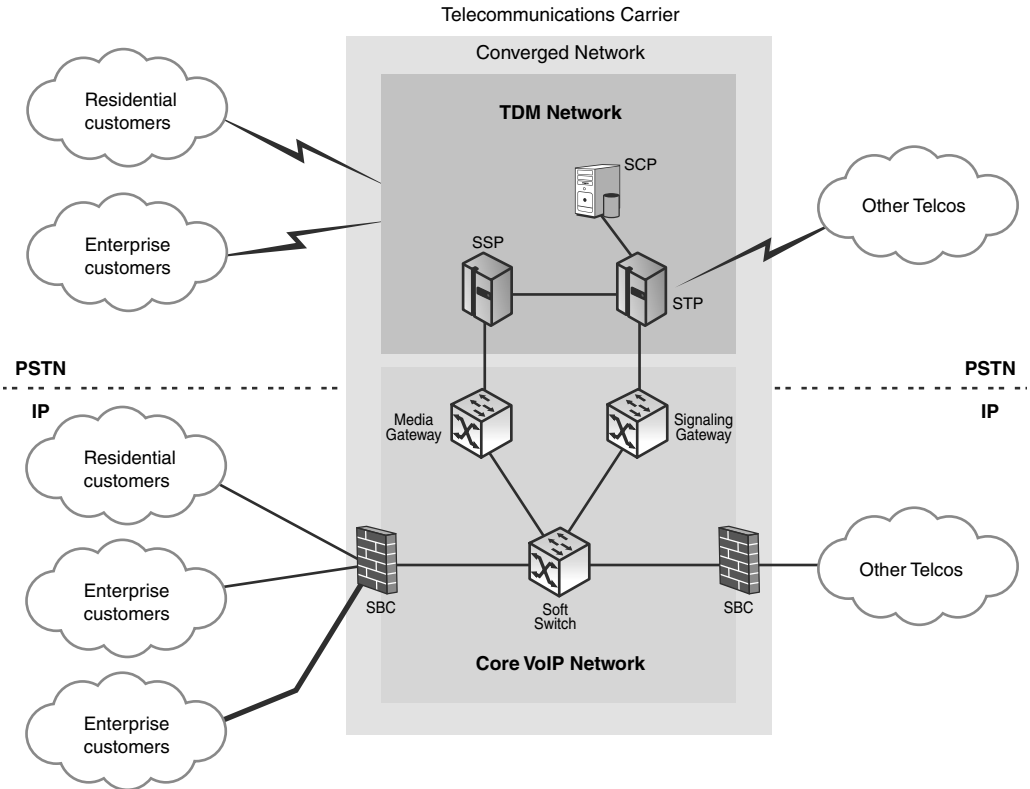 Telecommunications Carrier
Converged Network
TDM Network
Residential
customers
SCP
Enterprise
customers
Other Telcos
SSP
STP
PSTN
PSTN
IP
IP
Media
Gateway
Signaling
Gateway
Residential
customers
Enterprise
customers
SBC
Soft
Switch
SBC
Other Telcos
Core VoIP Network
Enterprise
customers